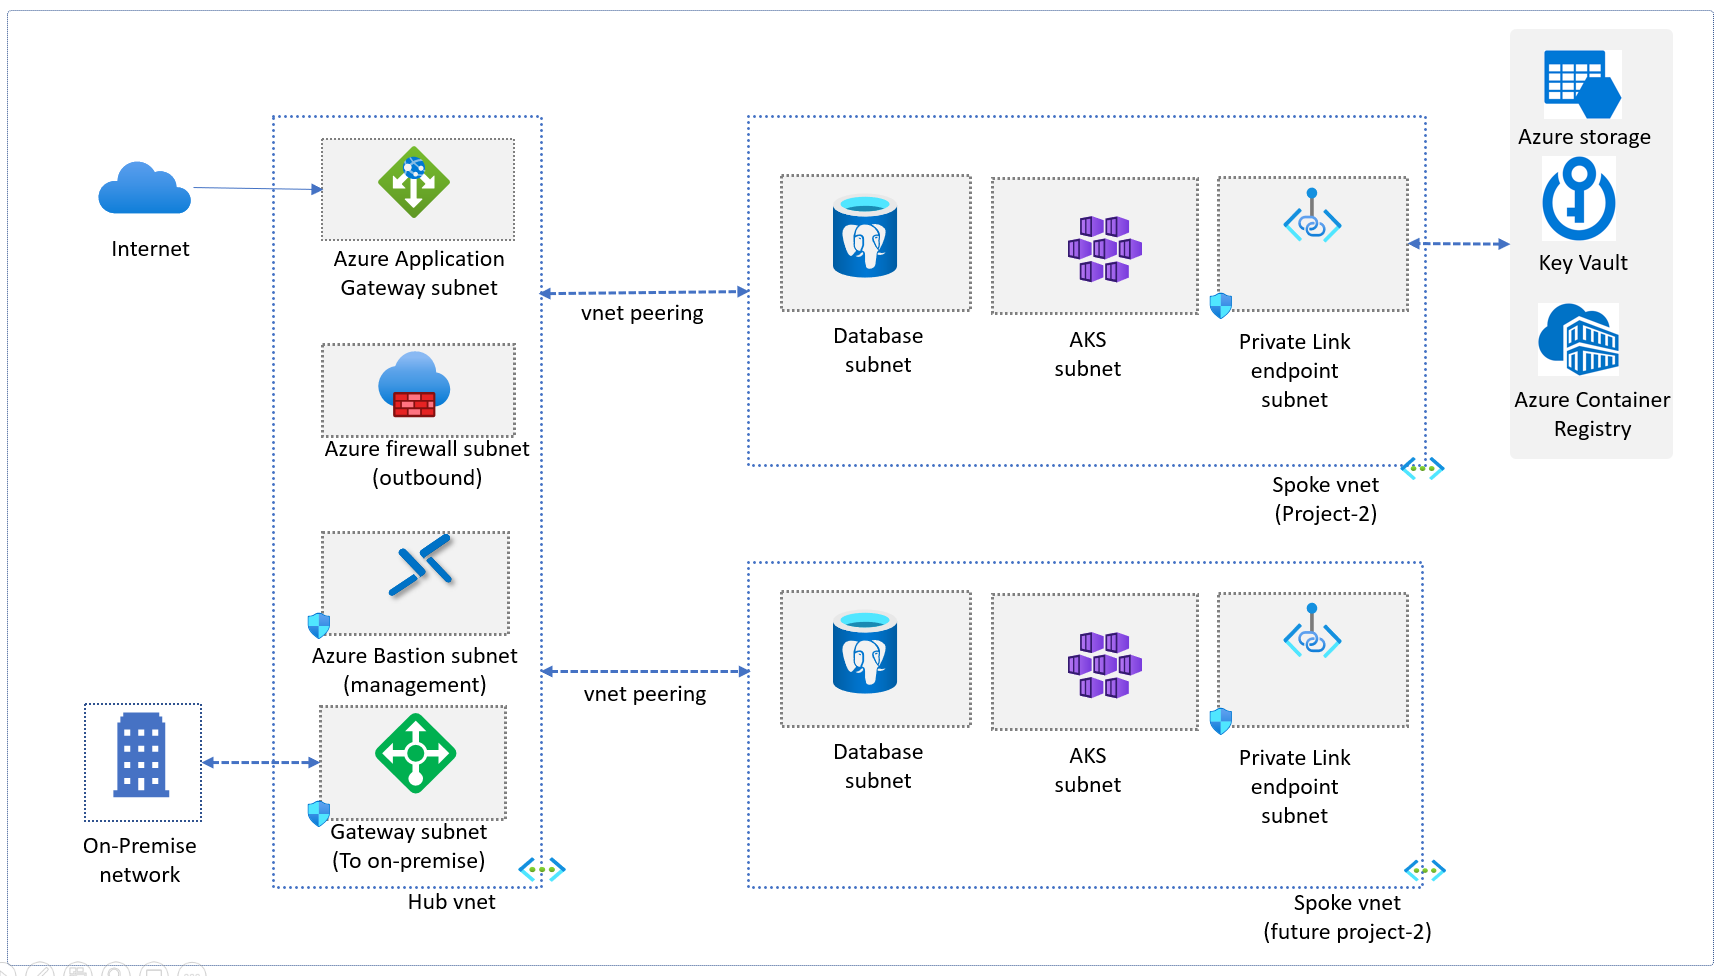 Internet
Azure Application
Gateway subnet
Azure firewall subnet
(outbound)
Azure Bastion subnet
(management)
Gateway subnet
(To on-premise)
Hub vnet
On-Premise
network
vnet peering
vnet peering
Database
subnet
AKS
subnet
Private Link
endpoint
subnet
Spoke vnet
(Project-2)
Database
subnet
AKS
subnet
Private Link
endpoint
subnet
Spoke vnet
(future project-2)
Azure storage
Key Vault
Azure Container
Registry